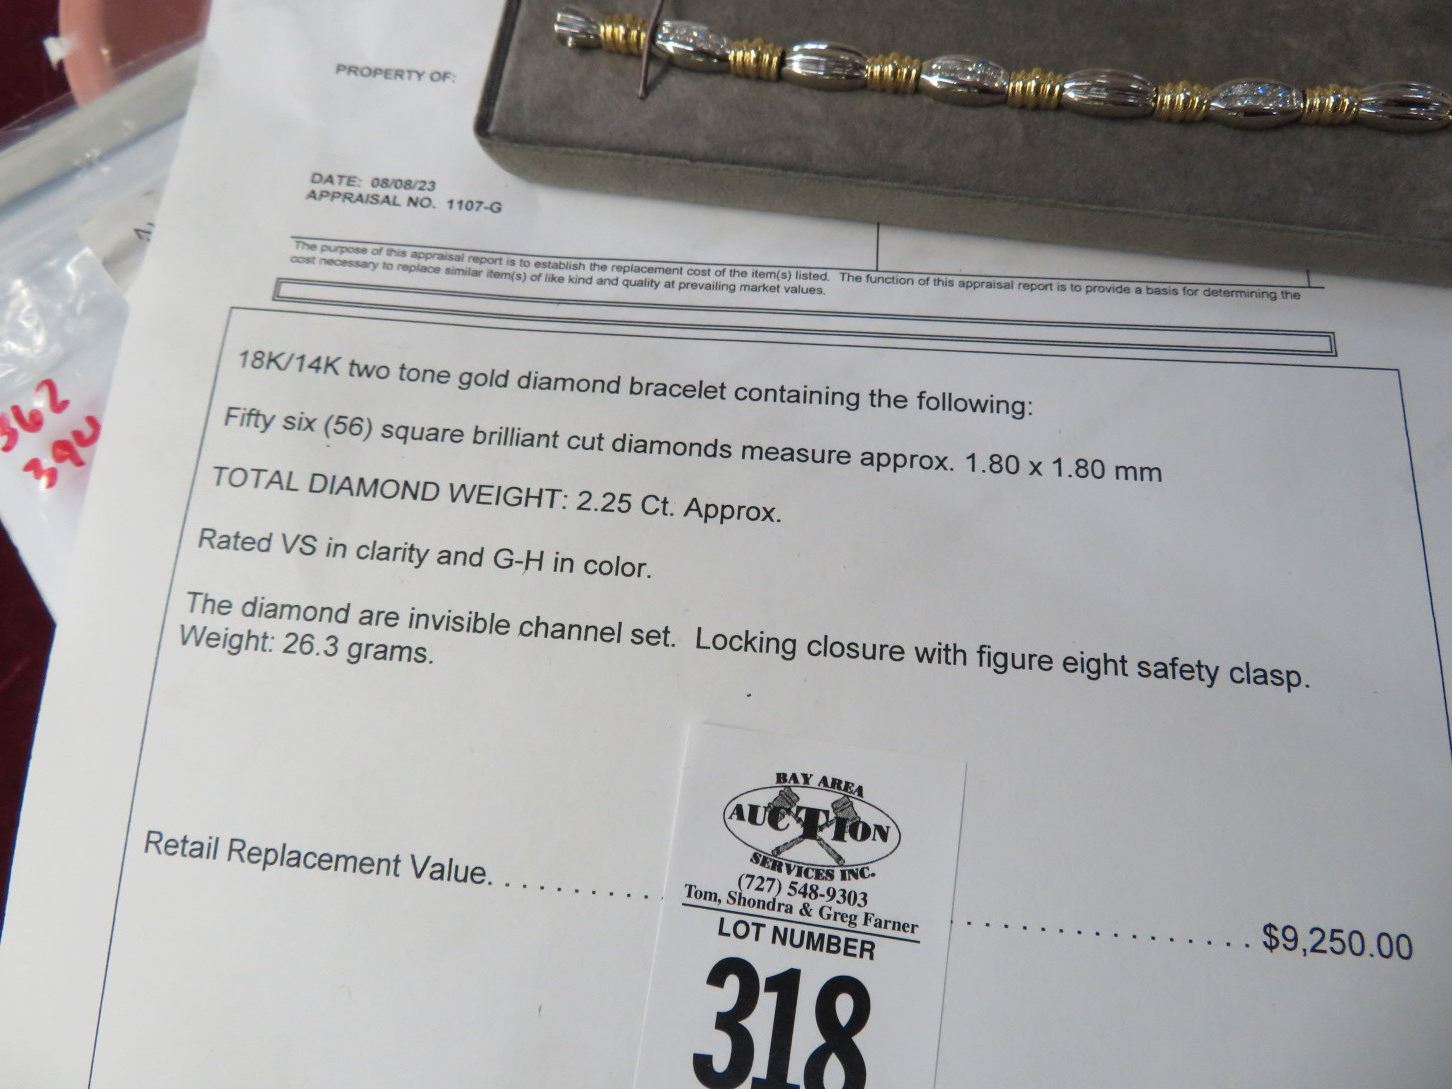 PROPERTY OF:
DATE: 08/08/23
APPRAISAL NO. 1107-G
The purpose of this appraisal report is to establish the replacement cost of the item(s) listed. The function of this appraisal report is to provide a basis for determining the
cost necessary to replace similar item(s) of like kind and quality at prevailing market values.
18K/14K two tone gold diamond bracelet containing the following:
Fifty six (56) square brilliant cut diamonds measure approx. 1.80 x 1.80 mm
TOTAL DIAMOND WEIGHT: 2.25 Ct. Approx.
Rated VS in clarity and G-H in color.
The diamond are invisible channel set. Locking closure with figure eight safety clasp.
Weight: 26.3 grams.
Retail Replacement Value. . . . . . . . . . . . . . . . . . . . . . . . . . $9,250.00
BAY AREA
AUCTION
SERVICES INC.
(727) 548-9303
Tom, Shondra & Greg Farner
LOT NUMBER
318
362